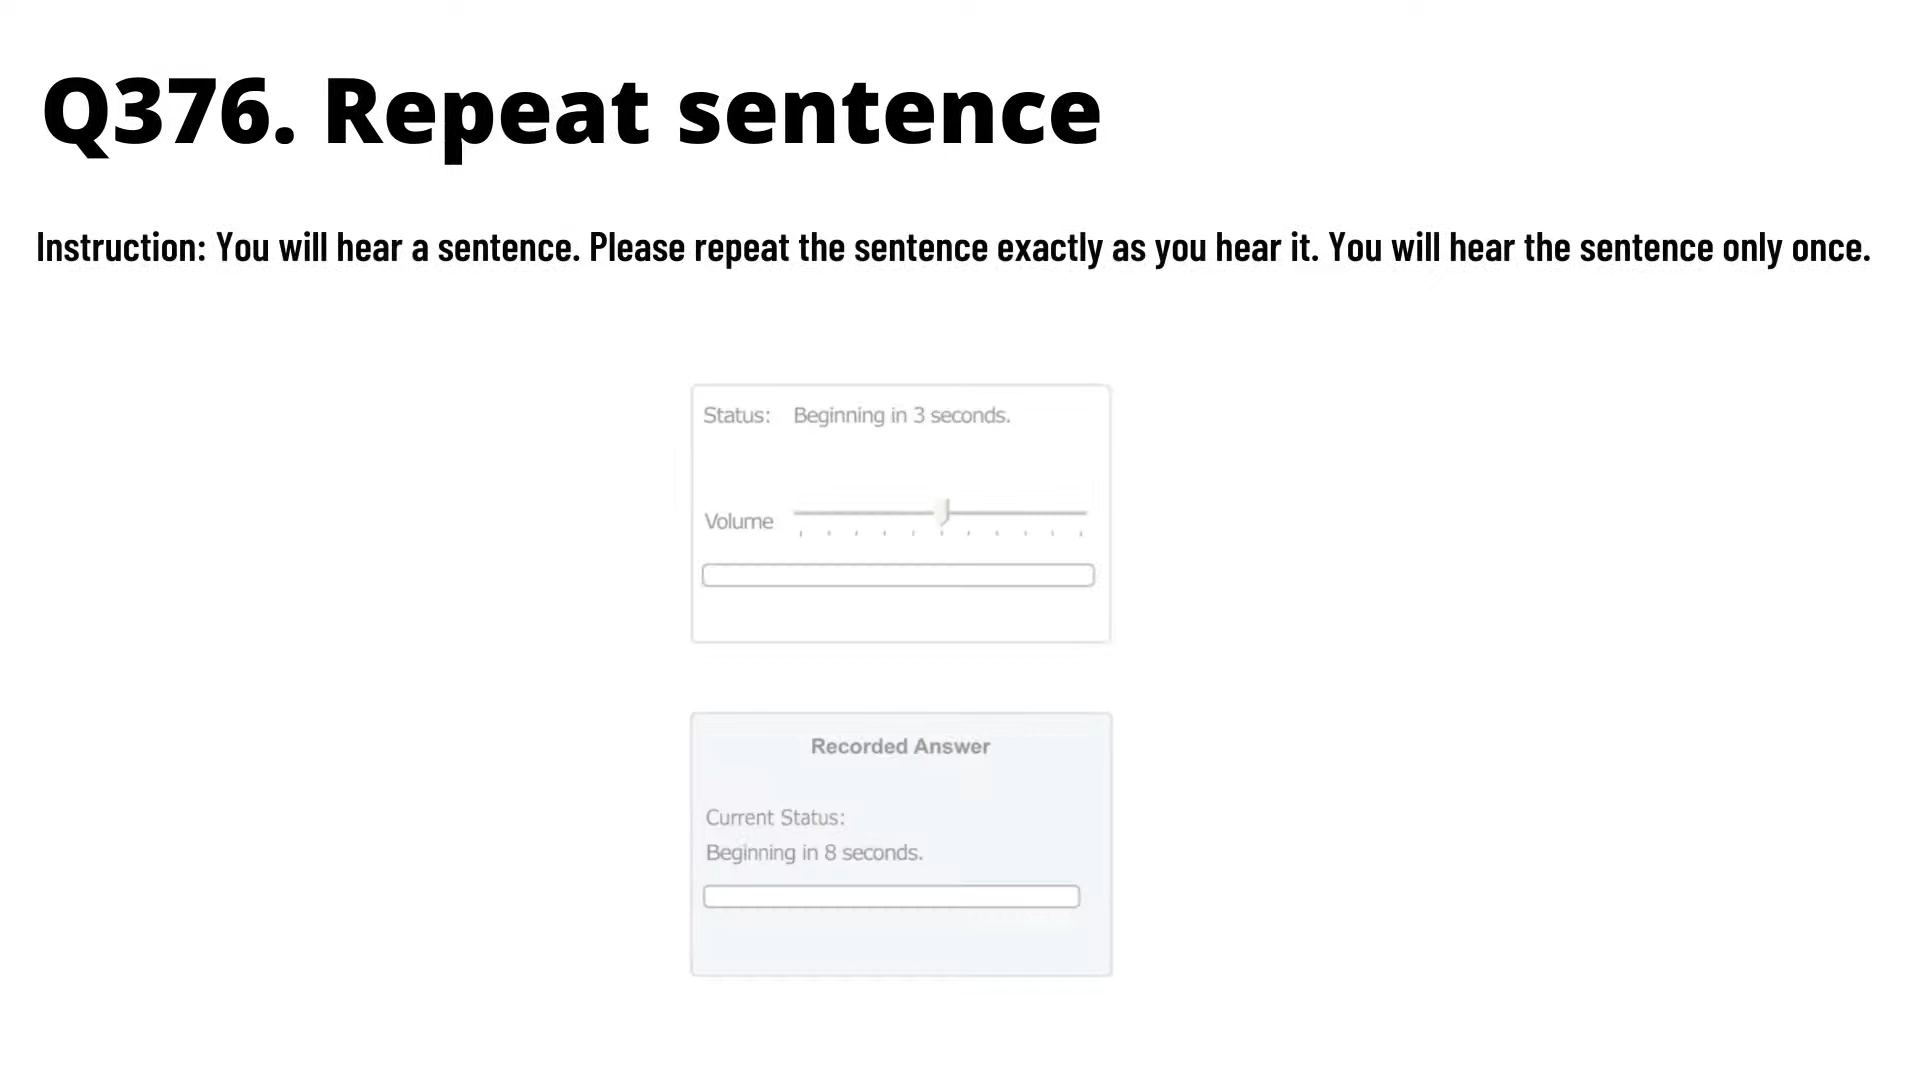 Q376. Repeat sentence
Instruction: You will hear a sentence. Please repeat the sentence exactly as you hear it. You will hear the sentence only once.
Status: Beginning in 3 seconds.
Volume
Recorded Answer
Current Status:
Beginning in 8 seconds.